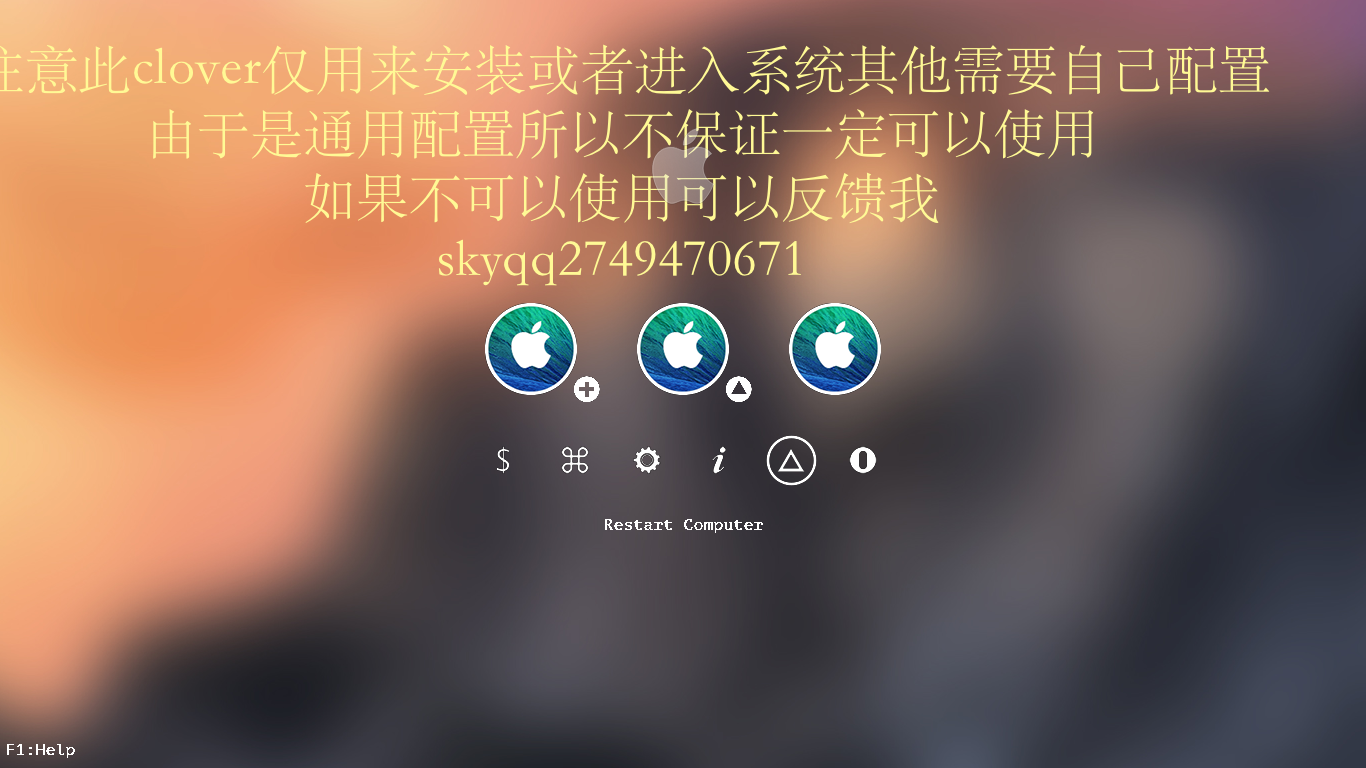 注意此clover仅用来安装或者进入系统其他需要自己配置
由于是通用配置所以不保证一定可以使用
如果不可以使用可以反馈我
skyqq2749470671
$ ⌘ i
Restart Computer
F1:Help